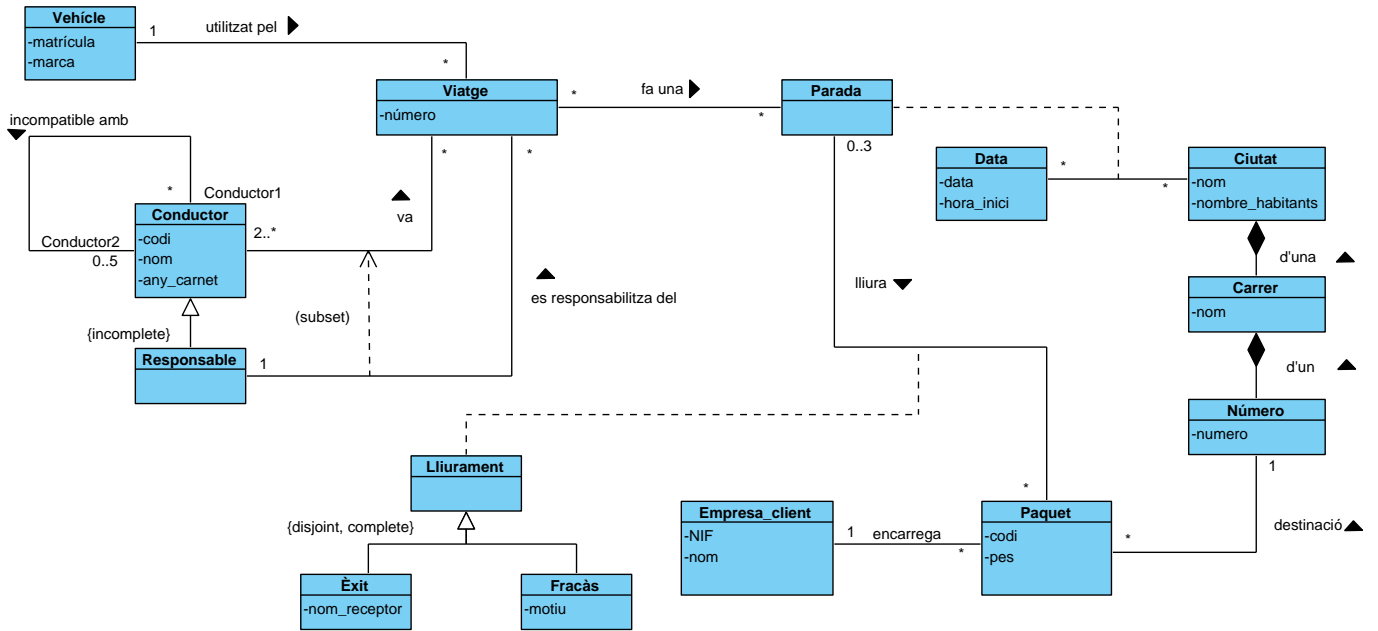 Vehícle
-matrícula
-marca
1
utilitzat pel
*
Viatge
-número
*
fa una
*
Parada
0..3
incompatible amb
*
Conductor1
Conductor2
0..5
Conductor
-codi
-nom
-any_carnet
2..*
va
*
*
Data
-data
-hora_inici
*
*
Ciutat
-nom
-nombre_habitants
d'una
Carrer
-nom
d'un
Número
-numero
1
es responsabilitza del
lliura
(subset)
{incomplete}
Responsable
1
Lliurament
{disjoint, complete}
Èxit
-nom_receptor
Fracàs
-motiu
Empresa_client
-NIF
-nom
1
encarrega
*
*
Paquet
-codi
-pes
*
destinació